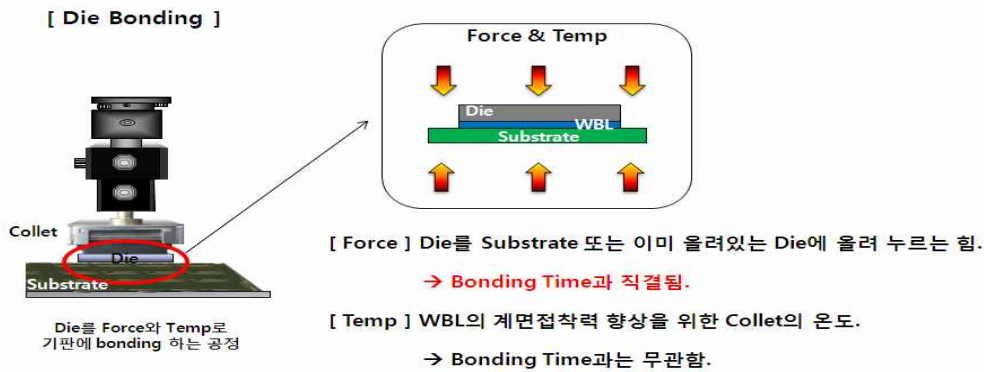 [ Die Bonding ]
Force & Temp
Die
WBL
Substrate
Collet
Die
Substrate
Die를 Force와 Temp로
기판에 bonding 하는 공정
[ Force ] Die를 Substrate 또는 이미 올려있는 Die에 올려 누르는 힘.
→ Bonding Time과 직결됨.
[ Temp ] WBL의 계면접착력 향상을 위한 Collet의 온도.
→ Bonding Time과는 무관함.